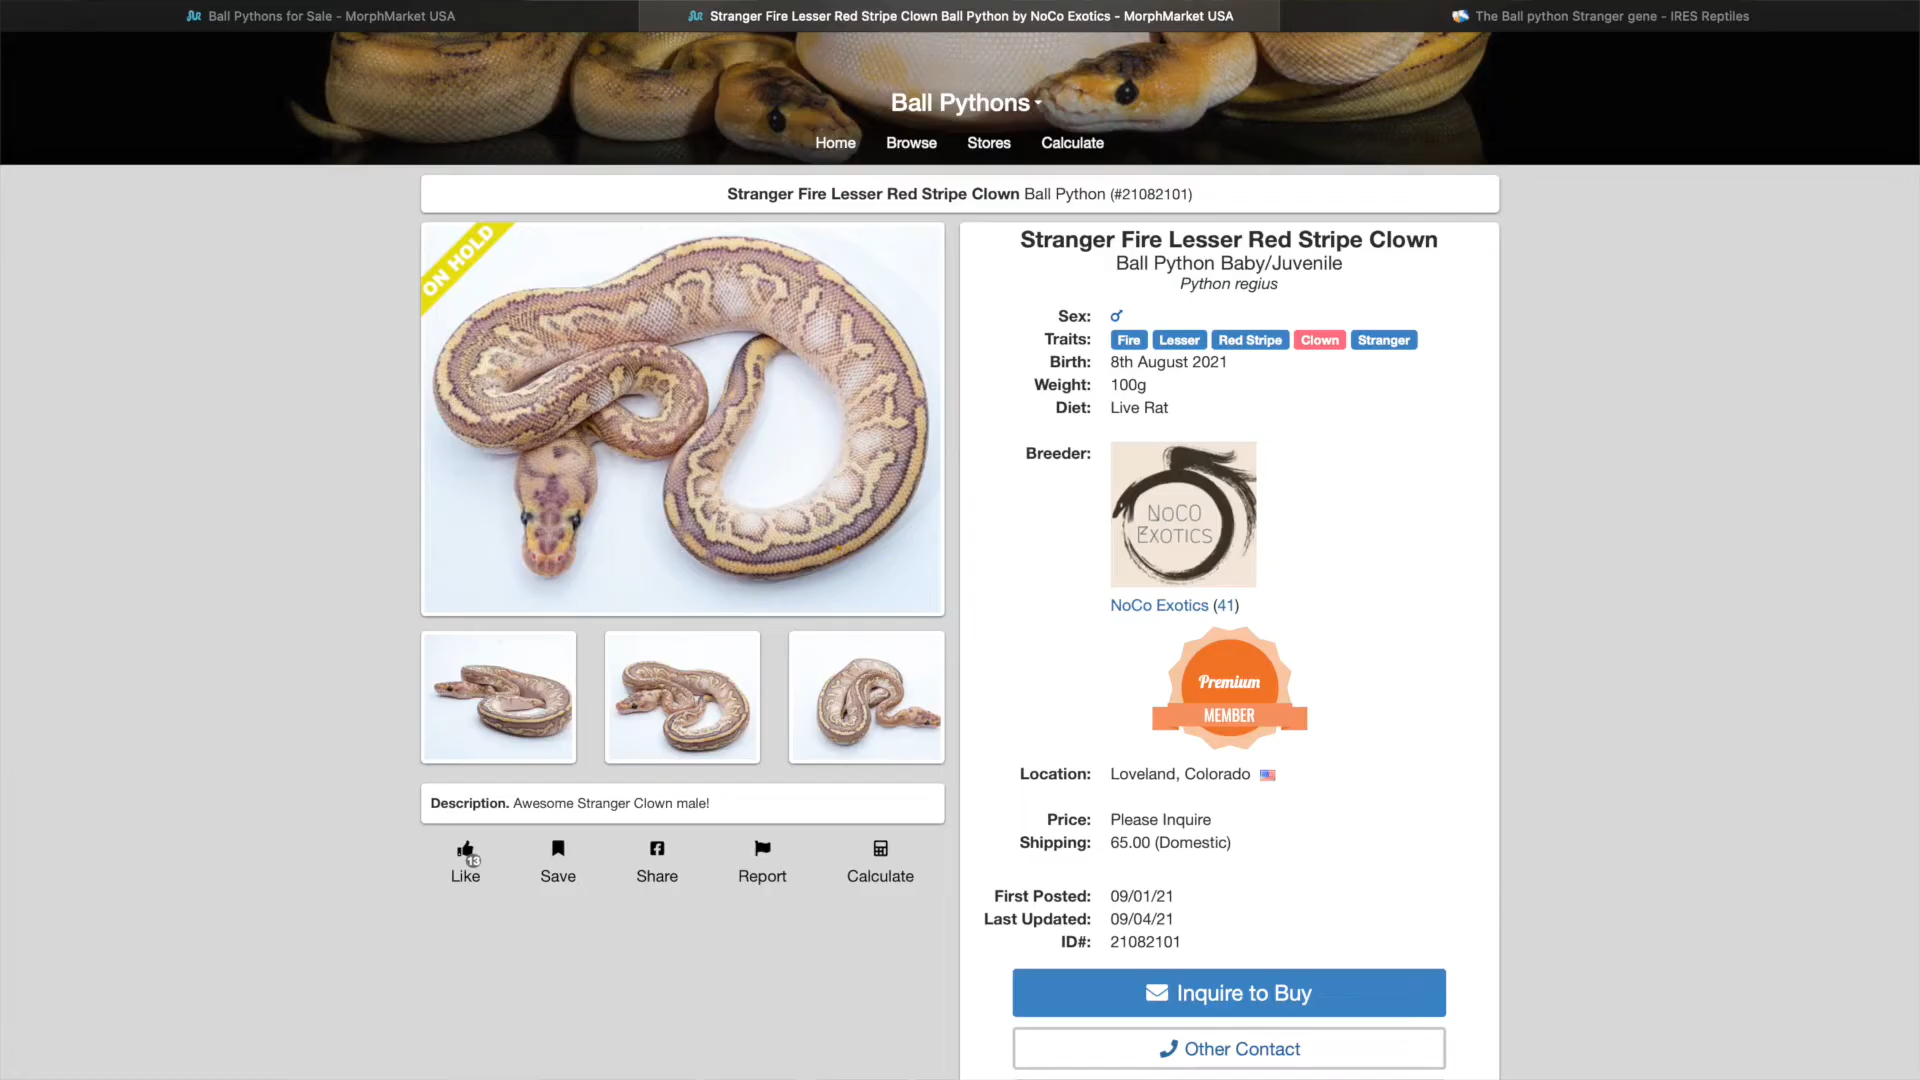 Ball Pythons for Sale - MorphMarket USA
Stranger Fire Lesser Red Stripe Clown Ball Python by NoCo Exotics - MorphMarket USA
The Ball python Stranger gene - IRES Reptiles
Ball Pythons
Home Browse Stores Calculate
Stranger Fire Lesser Red Stripe Clown Ball Python (#21082101)
ON HOLD
Stranger Fire Lesser Red Stripe Clown
Ball Python Baby/Juvenile
Python regius
Sex: ♂
Traits: Fire Lesser Red Stripe Clown Stranger
Birth: 8th August 2021
Weight: 100g
Diet: Live Rat
Breeder:
NOCO
EXOTICS
NoCo Exotics (41)
Premium
MEMBER
Location: Loveland, Colorado
Price: Please Inquire
Shipping: 65.00 (Domestic)
First Posted: 09/01/21
Last Updated: 09/04/21
ID#: 21082101
Inquire to Buy
Other Contact
Description. Awesome Stranger Clown male!
13
Like Save Share Report Calculate